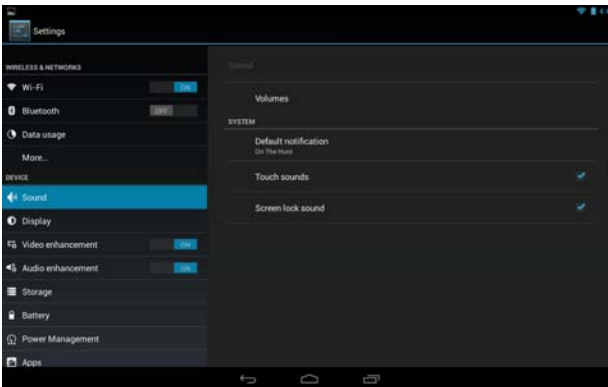 Settings
WIRELESS & NETWORKS
Wi-Fi
ON
Bluetooth
OFF
Data usage
More...
DEVICE
Sound
Display
Video enhancement
ON
Audio enhancement
ON
Storage
Battery
Power Management
Apps
Sound
Volumes
SYSTEM
Default notification
On The Hunt
Touch sounds
Screen lock sound